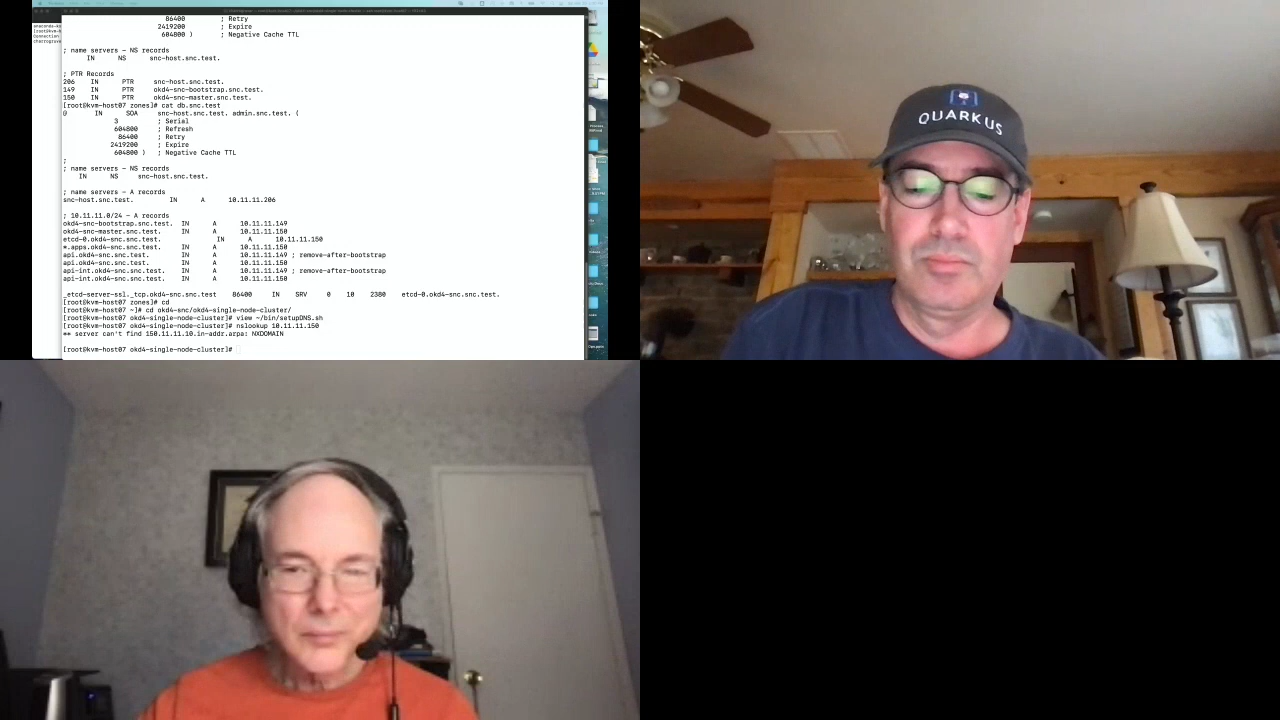 86400      ; Retry
2419200      ; Expire
604800 )    ; Negative Cache TTL
; name servers - NS records
IN    NS    snc-host.snc.test.
; PTR Records
206    IN    PTR    snc-host.snc.test.
149    IN    PTR    okd4-snc-bootstrap.snc.test.
150    IN    PTR    okd4-snc-master.snc.test.
[root@kvm-host07 zones]# cat db.snc.test
@    IN    SOA    snc-host.snc.test. admin.snc.test. (
3    ; Serial
604800    ; Refresh
86400    ; Retry
2419200    ; Expire
604800 )    ; Negative Cache TTL
;
; name servers - NS records
IN    NS    snc-host.snc.test.
; name servers - A records
snc-host.snc.test.    IN    A    10.11.11.206
; 10.11.11.0/24 - A records
okd4-snc-bootstrap.snc.test.    IN    A    10.11.11.149
okd4-snc-master.snc.test.    IN    A    10.11.11.150
etcd-0.okd4-snc.snc.test.    IN    A    10.11.11.150
*.apps.okd4-snc.snc.test.    IN    A    10.11.11.150
api.okd4-snc.snc.test.    IN    A    10.11.11.149 ; remove-after-bootstrap
api.okd4-snc.snc.test.    IN    A    10.11.11.150
api-int.okd4-snc.snc.test.    IN    A    10.11.11.149 ; remove-after-bootstrap
api-int.okd4-snc.snc.test.    IN    A    10.11.11.150
_etcd-server-ssl._tcp.okd4-snc.snc.test    86400    IN    SRV    0    10    2380    etcd-0.okd4-snc.snc.test.
[root@kvm-host07 zones]# cd
[root@kvm-host07 ~]# cd okd4-snc/okd4-single-node-cluster/
[root@kvm-host07 okd4-single-node-cluster]# view ~/bin/setupDNS.sh
[root@kvm-host07 okd4-single-node-cluster]# nslookup 10.11.11.150
** server can't find 150.11.11.10.in-addr.arpa: NXDOMAIN
[root@kvm-host07 okd4-single-node-cluster]#
QUARKUS